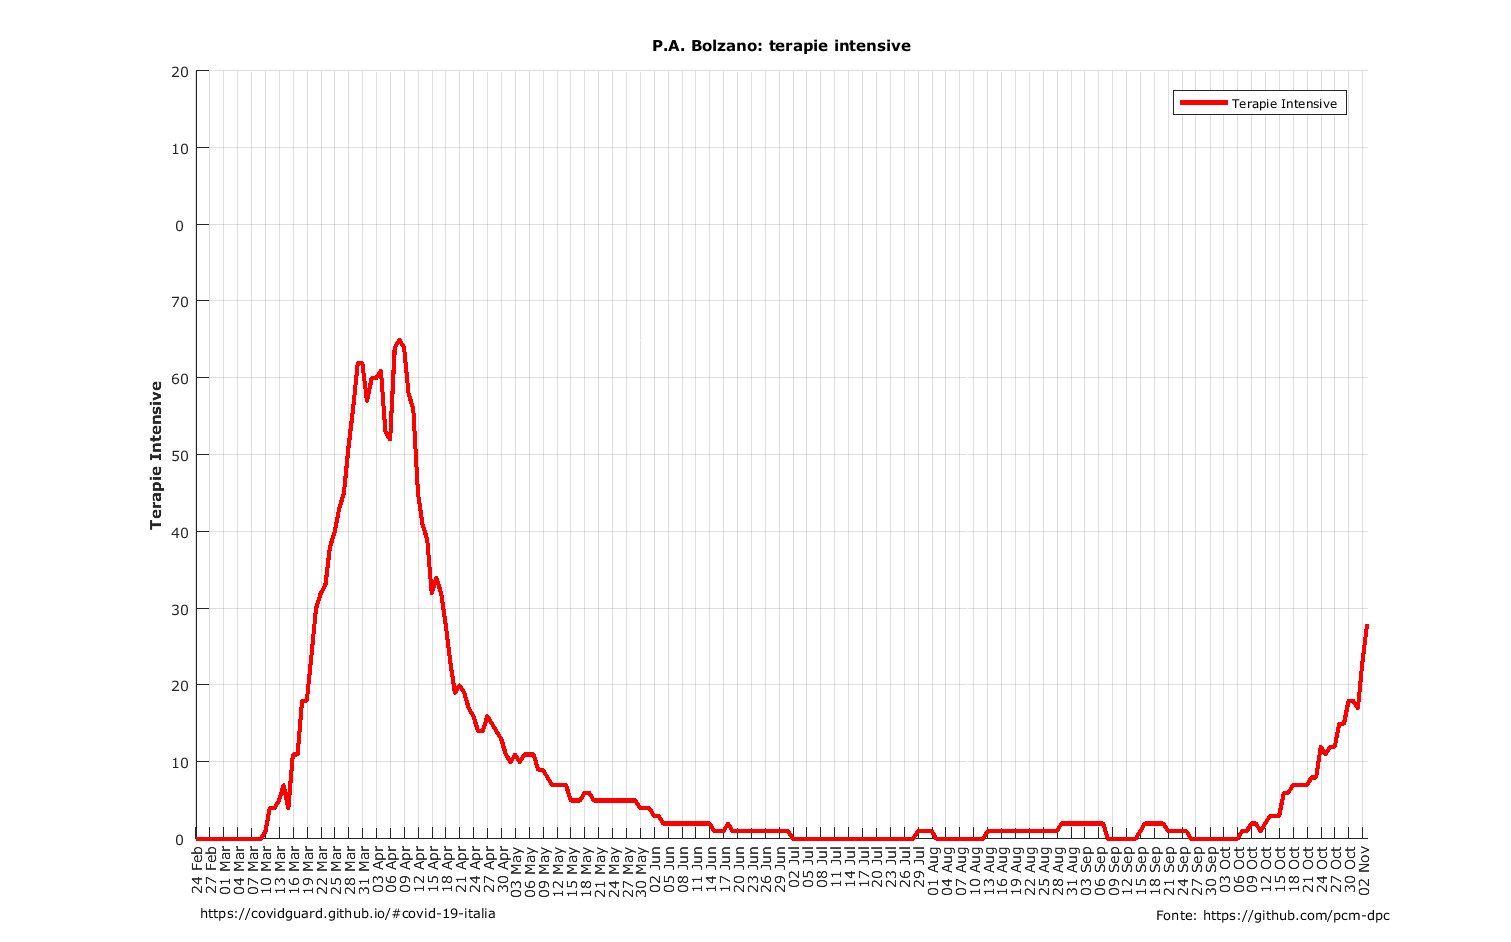 P.A. Bolzano: terapie intensive
Terapie Intensive
20
10
0
70
60
50
40
30
20
10
0
Terapie Intensive
24 Feb
27 Feb
01 Mar
04 Mar
07 Mar
10 Mar
13 Mar
16 Mar
19 Mar
22 Mar
25 Mar
28 Mar
31 Mar
03 Apr
06 Apr
09 Apr
12 Apr
15 Apr
18 Apr
21 Apr
24 Apr
27 Apr
30 Apr
03 May
06 May
09 May
12 May
15 May
18 May
21 May
24 May
27 May
30 May
02 Jun
05 Jun
08 Jun
11 Jun
14 Jun
17 Jun
20 Jun
23 Jun
26 Jun
29 Jun
02 Jul
05 Jul
08 Jul
11 Jul
14 Jul
17 Jul
20 Jul
23 Jul
26 Jul
29 Jul
01 Aug
04 Aug
07 Aug
10 Aug
13 Aug
16 Aug
19 Aug
22 Aug
25 Aug
28 Aug
31 Aug
03 Sep
06 Sep
09 Sep
12 Sep
15 Sep
18 Sep
21 Sep
24 Sep
27 Sep
30 Sep
03 Oct
06 Oct
09 Oct
12 Oct
15 Oct
18 Oct
21 Oct
24 Oct
27 Oct
30 Oct
02 Nov
https://covidguard.github.io/#covid-19-italia
Fonte: https://github.com/pcm-dpc